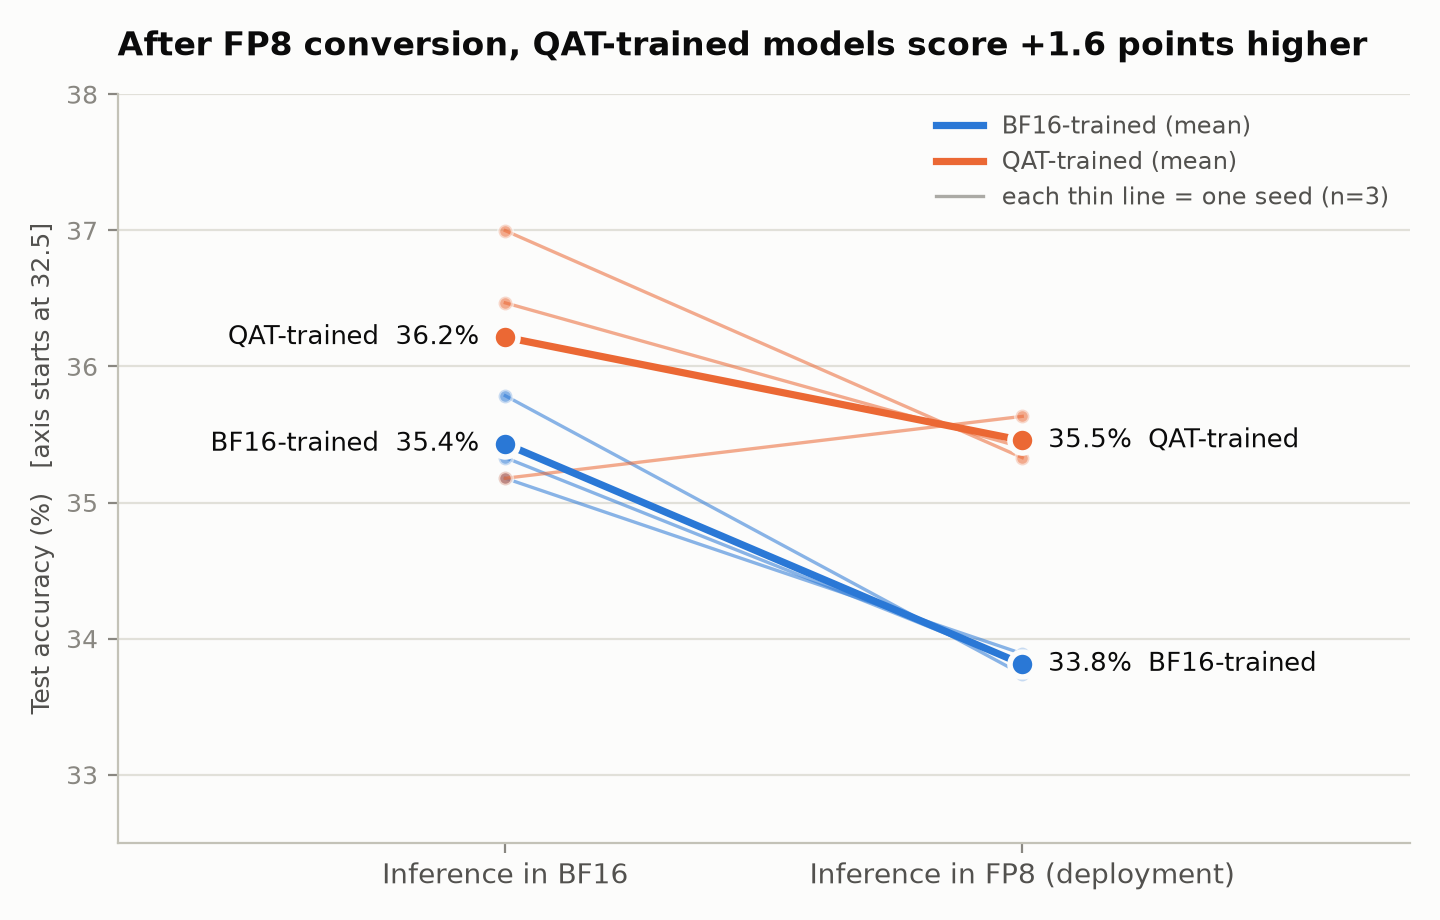 After FP8 conversion, QAT-trained models score +1.6 points higher
38
37
36
35
34
33
Test accuracy (%)   [axis starts at 32.5]
BF16-trained (mean)
QAT-trained (mean)
each thin line = one seed (n=3)
QAT-trained  36.2%
BF16-trained  35.4%
35.5%  QAT-trained
33.8%  BF16-trained
Inference in BF16
Inference in FP8 (deployment)